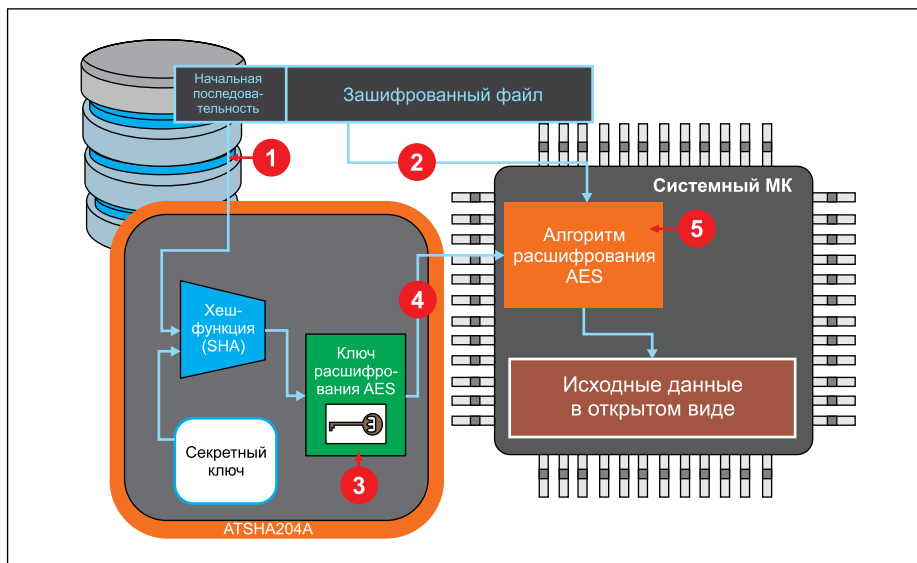 Начальная
последова-
тельность
Зашифрованный файл
1
2
Системный МК
Алгоритм
расшифрования
AES
5
4
Хеш-
функция
(SHA)
Ключ
расшифро-
вания AES
Исходные данные
в открытом виде
Секретный
ключ
3
ATSHA204A